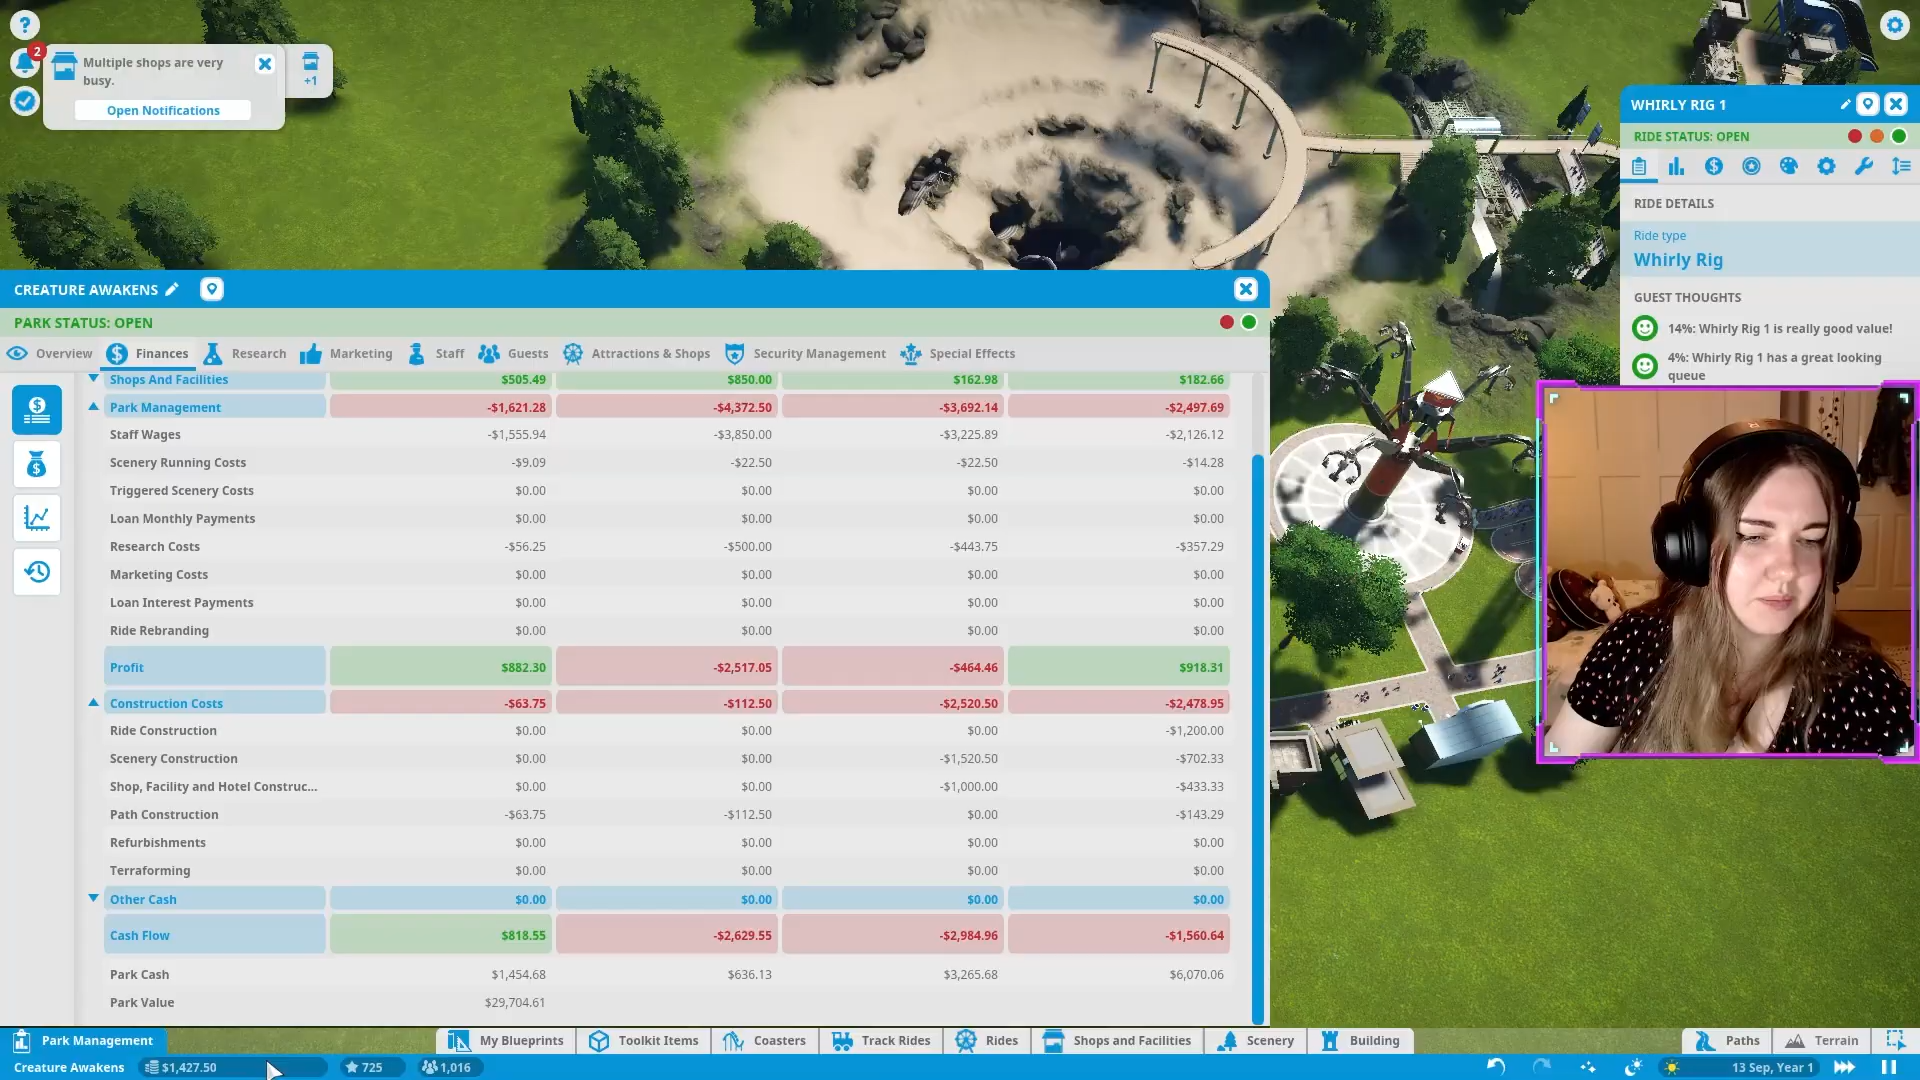 ?
2
Multiple shops are very
busy.
+1
Open Notifications
WHIRLY RIG 1
RIDE STATUS: OPEN
RIDE DETAILS
Ride type
Whirly Rig
GUEST THOUGHTS
14%: Whirly Rig 1 is really good value!
4%: Whirly Rig 1 has a great looking
queue
CREATURE AWAKENS
PARK STATUS: OPEN
Overview Finances Research Marketing Staff Guests Attractions & Shops Security Management Special Effects
Shops And Facilities $505.49 $850.00 $162.98 $182.66
Park Management -$1,621.28 -$4,372.50 -$3,692.14 -$2,497.69
Staff Wages -$1,555.94 -$3,850.00 -$3,225.89 -$2,126.12
Scenery Running Costs -$9.09 -$22.50 -$22.50 -$14.28
Triggered Scenery Costs $0.00 $0.00 $0.00 $0.00
Loan Monthly Payments $0.00 $0.00 $0.00 $0.00
Research Costs -$56.25 -$500.00 -$443.75 -$357.29
Marketing Costs $0.00 $0.00 $0.00 $0.00
Loan Interest Payments $0.00 $0.00 $0.00 $0.00
Ride Rebranding $0.00 $0.00 $0.00 $0.00
Profit $882.30 -$2,517.05 -$464.46 $918.31
Construction Costs -$63.75 -$112.50 -$2,520.50 -$2,478.95
Ride Construction $0.00 $0.00 $0.00 -$1,200.00
Scenery Construction $0.00 $0.00 -$1,520.50 -$702.33
Shop, Facility and Hotel Construc... $0.00 $0.00 -$1,000.00 -$433.33
Path Construction -$63.75 -$112.50 $0.00 -$143.29
Refurbishments $0.00 $0.00 $0.00 $0.00
Terraforming $0.00 $0.00 $0.00 $0.00
Other Cash $0.00 $0.00 $0.00 $0.00
Cash Flow $818.55 -$2,629.55 -$2,984.96 -$1,560.64
Park Cash $1,454.68 $636.13 $3,265.68 $6,070.06
Park Value $29,704.61
Park Management My Blueprints Toolkit Items Coasters Track Rides Rides Shops and Facilities Scenery Building Paths Terrain
Creature Awakens $1,427.50 725 1,016 13 Sep, Year 1